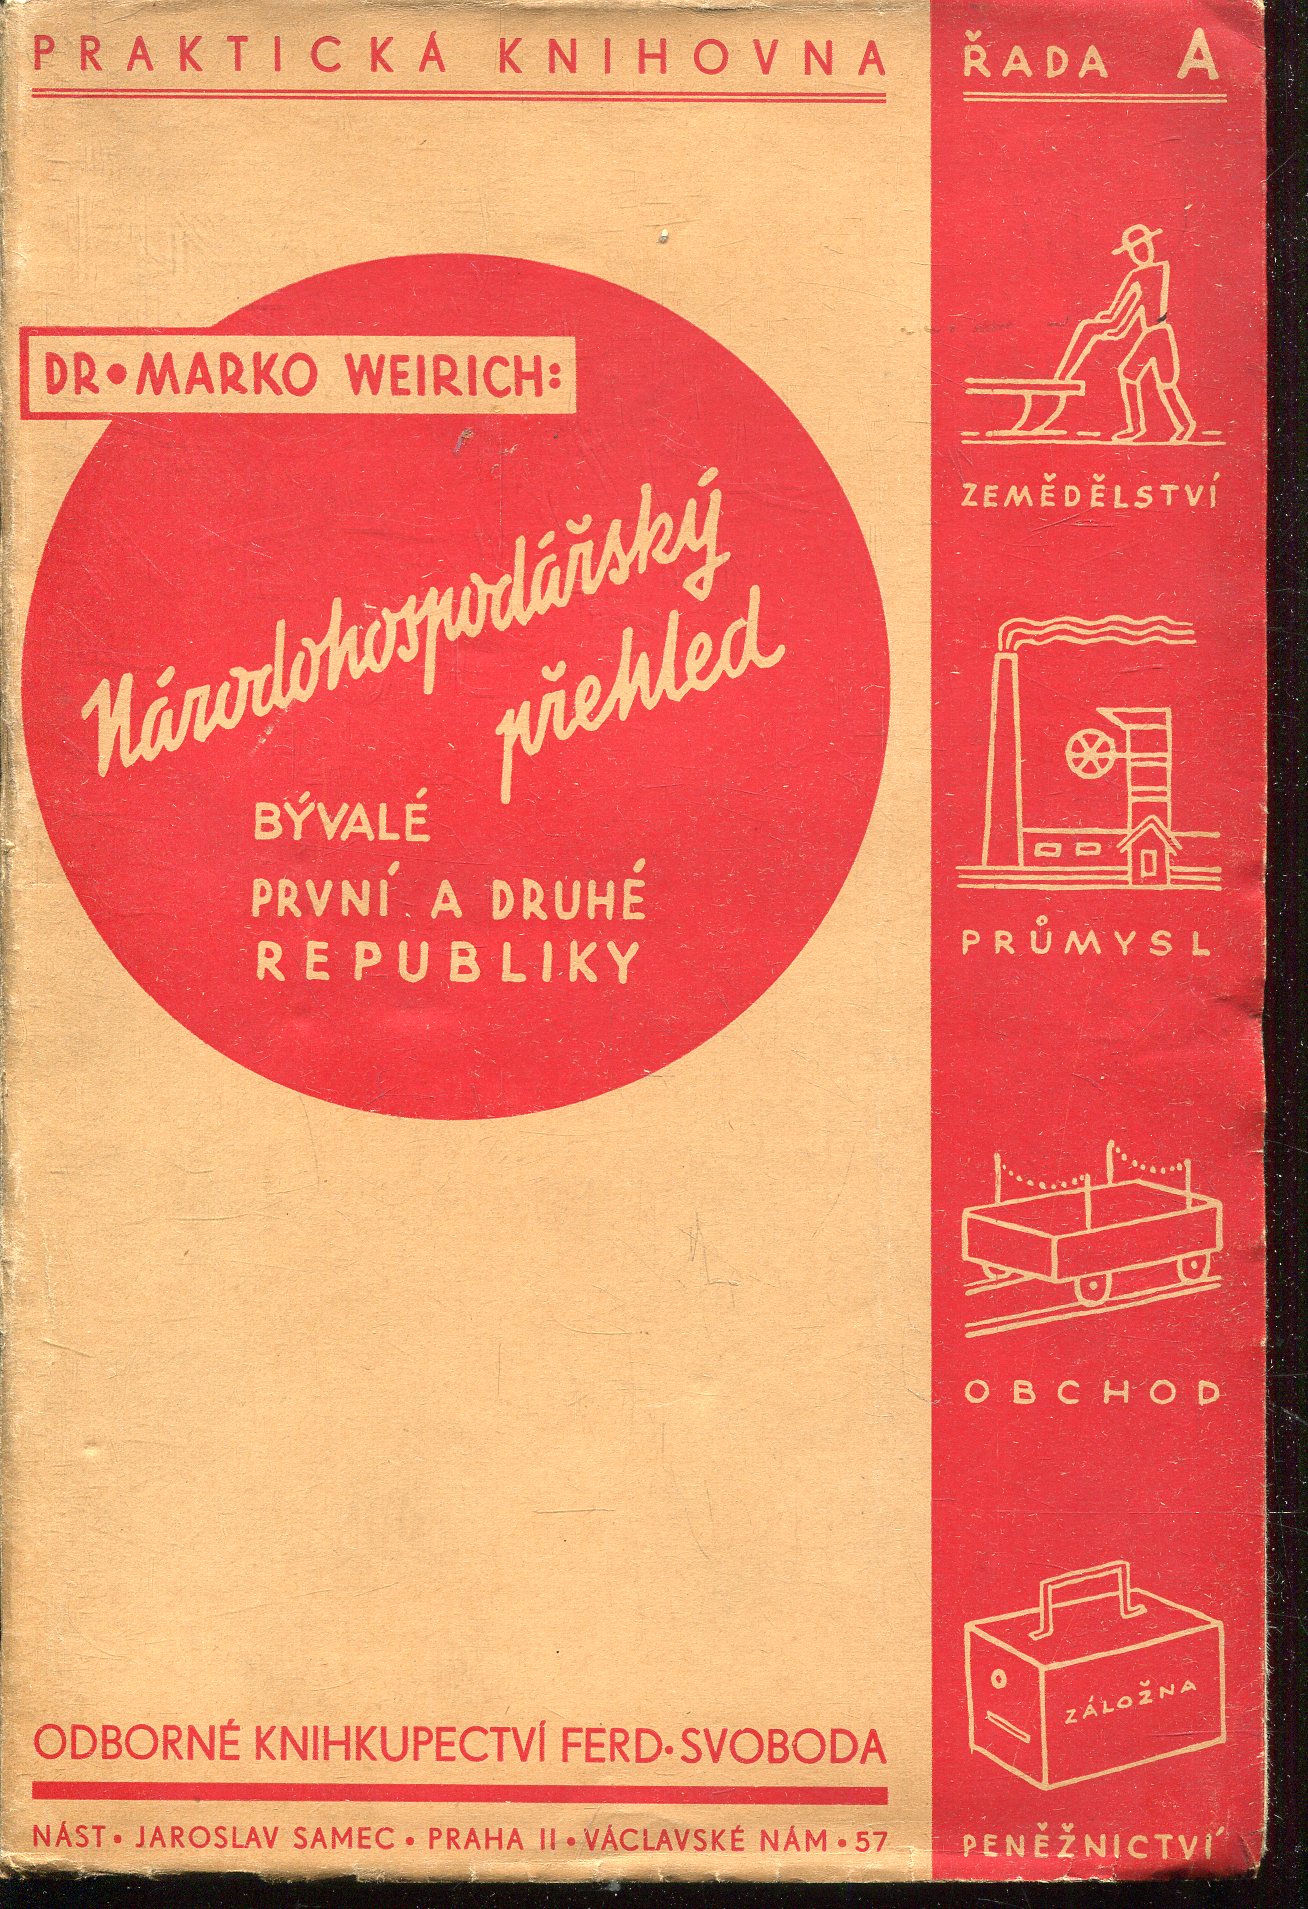 PRAKTICKÁ KNIHOVNA
ŘADA A
DR•MARKO WEIRICH:
Národohospodářský
přehled
BÝVALÉ
PRVNÍ A DRUHÉ
REPUBLIKY
ZEMĚDĚLSTVÍ
PRŮMYSL
OBCHOD
ZÁLOŽNA
PENĚŽNICTVÍ
ODBORNÉ KNIHKUPECTVÍ FERD•SVOBODA
NÁST•JAROSLAV SAMEC•PRAHA II•VÁCLAVSKÉ NÁM•57